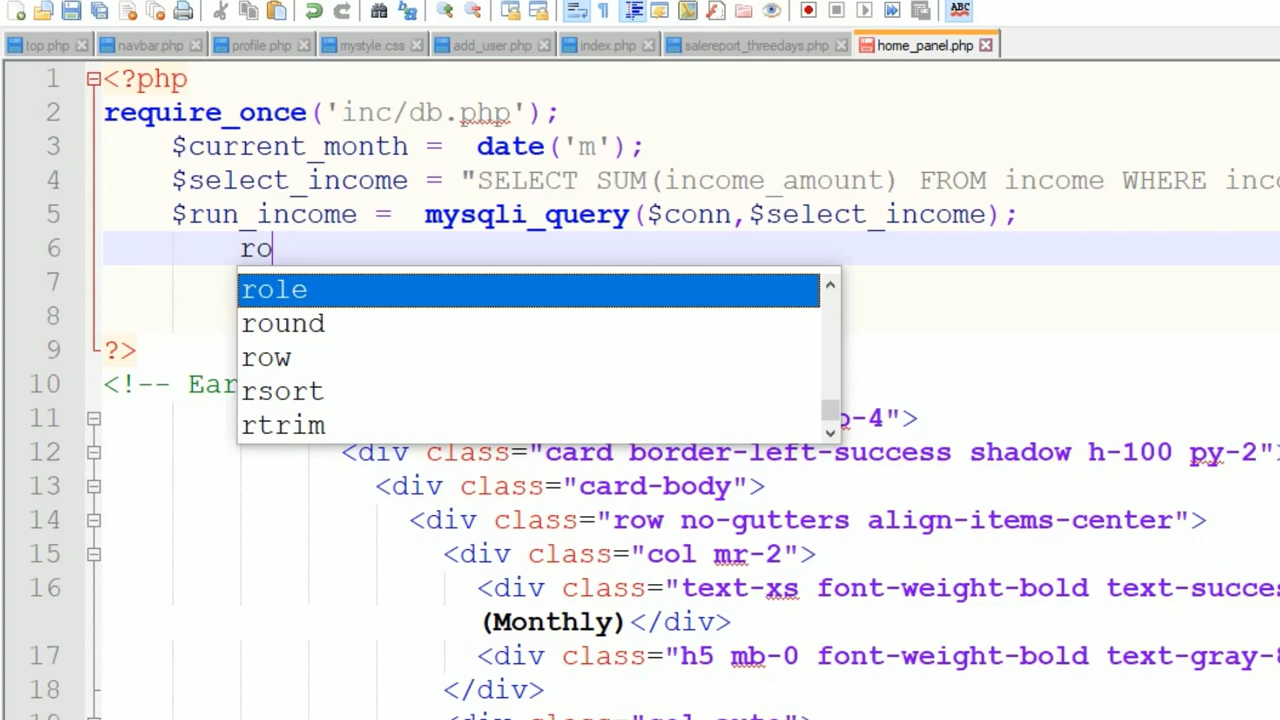 ABC
top.php navbar.php profile.php mystyle.css add_user.php index.php salereport_threedays.php home_panel.php
1 <?php
2 require_once('inc/db.php');
3 $current_month = date('m');
4 $select_income = "SELECT SUM(income_amount) FROM income WHERE inco
5 $run_income = mysqli_query($conn,$select_income);
6 ro
7 role
8 round
row
9 ?>
rsort
10 <!-- Ear
rtrim
11 p-4">
12 <div class="card border-left-success shadow h-100 py-2">
13 <div class="card-body">
14 <div class="row no-gutters align-items-center">
15 <div class="col mr-2">
16 <div class="text-xs font-weight-bold text-succes
(Monthly)</div>
17 <div class="h5 mb-0 font-weight-bold text-gray-8
18 </div>